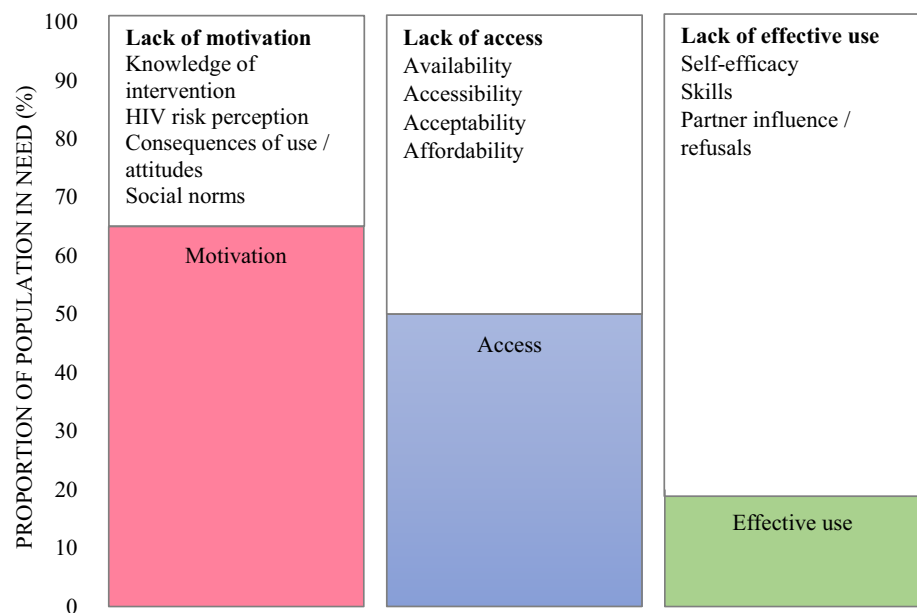 PROPORTION OF POPULATION IN NEED (%)
100
90
80
70
60
50
40
30
20
10
0
Lack of motivation
Knowledge of
intervention
HIV risk perception
Consequences of use /
attitudes
Social norms
Motivation
Lack of access
Availability
Accessibility
Acceptability
Affordability
Access
Lack of effective use
Self-efficacy
Skills
Partner influence /
refusals
Effective use